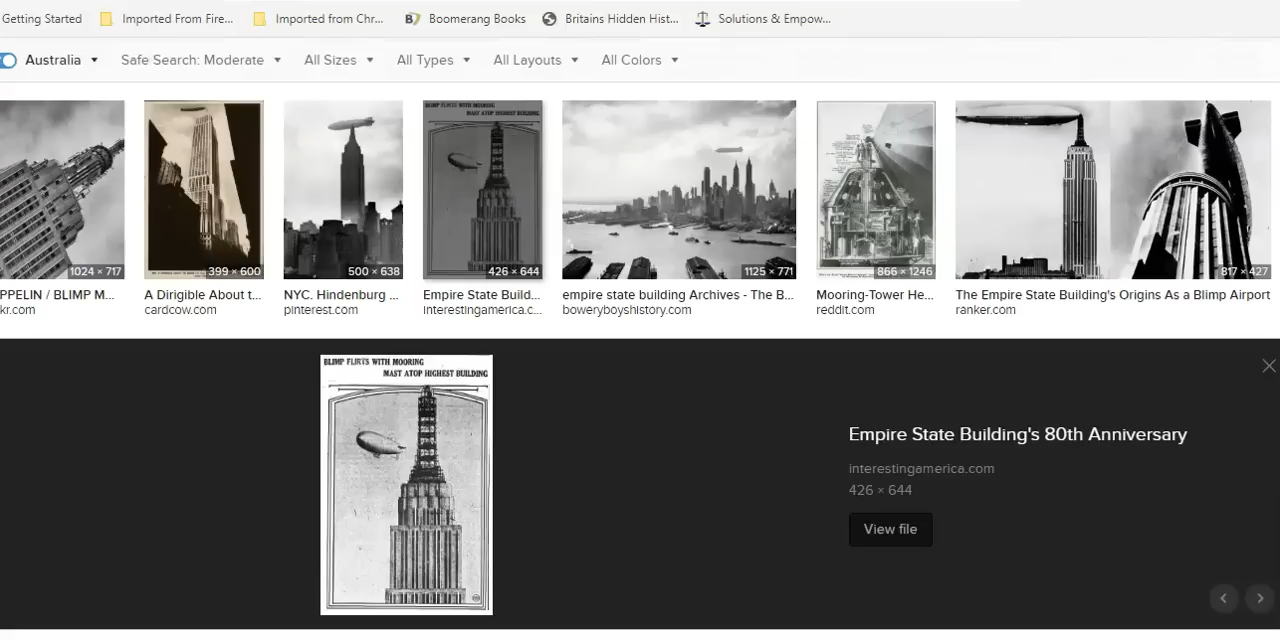 Getting Started
Imported From Fire...
Imported from Chr...
Boomerang Books
Britains Hidden Hist...
Solutions & Empow...
Australia
Safe Search: Moderate
All Sizes
All Types
All Layouts
All Colors
BLIMP FLIRTS WITH MOORING
MAST ATOP HIGHEST BUILDING
1024 × 717
399 × 600
500 × 638
426 × 644
1125 × 771
866 × 1246
817 × 427
PPELIN / BLIMP M...
kr.com
A Dirigible About t...
cardcow.com
NYC. Hindenburg ...
pinterest.com
Empire State Build...
interestingamerica.c...
empire state building Archives - The B...
boweryboyshistory.com
Mooring-Tower He...
reddit.com
The Empire State Building's Origins As a Blimp Airport
ranker.com
BLIMP FLIRTS WITH MOORING
MAST ATOP HIGHEST BUILDING
Empire State Building's 80th Anniversary
interestingamerica.com
426 × 644
View file